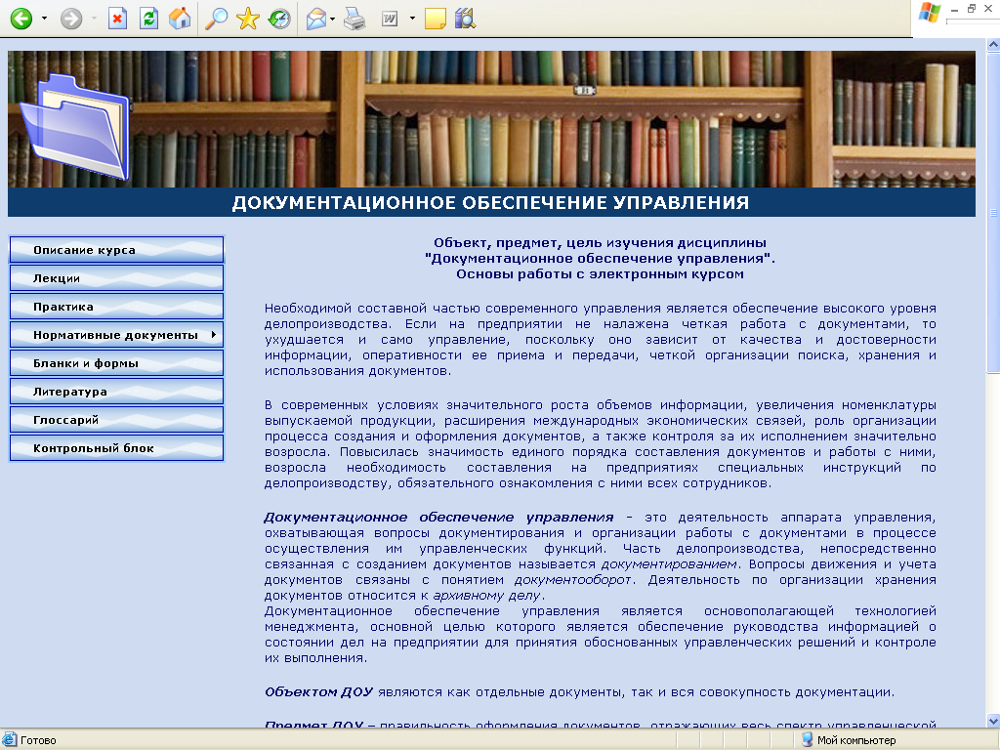 W
ДОКУМЕНТАЦИОННОЕ ОБЕСПЕЧЕНИЕ УПРАВЛЕНИЯ
Описание курса
Лекции
Практика
Нормативные документы
Бланки и формы
Литература
Глоссарий
Контрольный блок
Объект, предмет, цель изучения дисциплины
"Документационное обеспечение управления".
Основы работы с электронным курсом
Необходимой составной частью современного управления является обеспечение высокого уровня
делопроизводства. Если на предприятии не налажена четкая работа с документами, то
ухудшается и само управление, поскольку оно зависит от качества и достоверности
информации, оперативности ее приема и передачи, четкой организации поиска, хранения и
использования документов.
В современных условиях значительного роста объемов информации, увеличения номенклатуры
выпускаемой продукции, расширения международных экономических связей, роль организации
процесса создания и оформления документов, а также контроля за их исполнением значительно
возросла. Повысилась значимость единого порядка составления документов и работы с ними,
возросла необходимость составления на предприятиях специальных инструкций по
делопроизводству, обязательного ознакомления с ними всех сотрудников.
Документационное обеспечение управления - это деятельность аппарата управления,
охватывающая вопросы документирования и организации работы с документами в процессе
осуществления им управленческих функций. Часть делопроизводства, непосредственно
связанная с созданием документов называется документированием. Вопросы движения и учета
документов связаны с понятием документооборот. Деятельность по организации хранения
документов относится к архивному делу.
Документационное обеспечение управления является основополагающей технологией
менеджмента, основной целью которого является обеспечение руководства информацией о
состоянии дел на предприятии для принятия обоснованных управленческих решений и контроле
их выполнения.
Объектом ДОУ являются как отдельные документы, так и вся совокупность документации.
Предмет ДОУ – правильность оформления документов, отражающих весь спектр управленческой
Готово
Мой компьютер